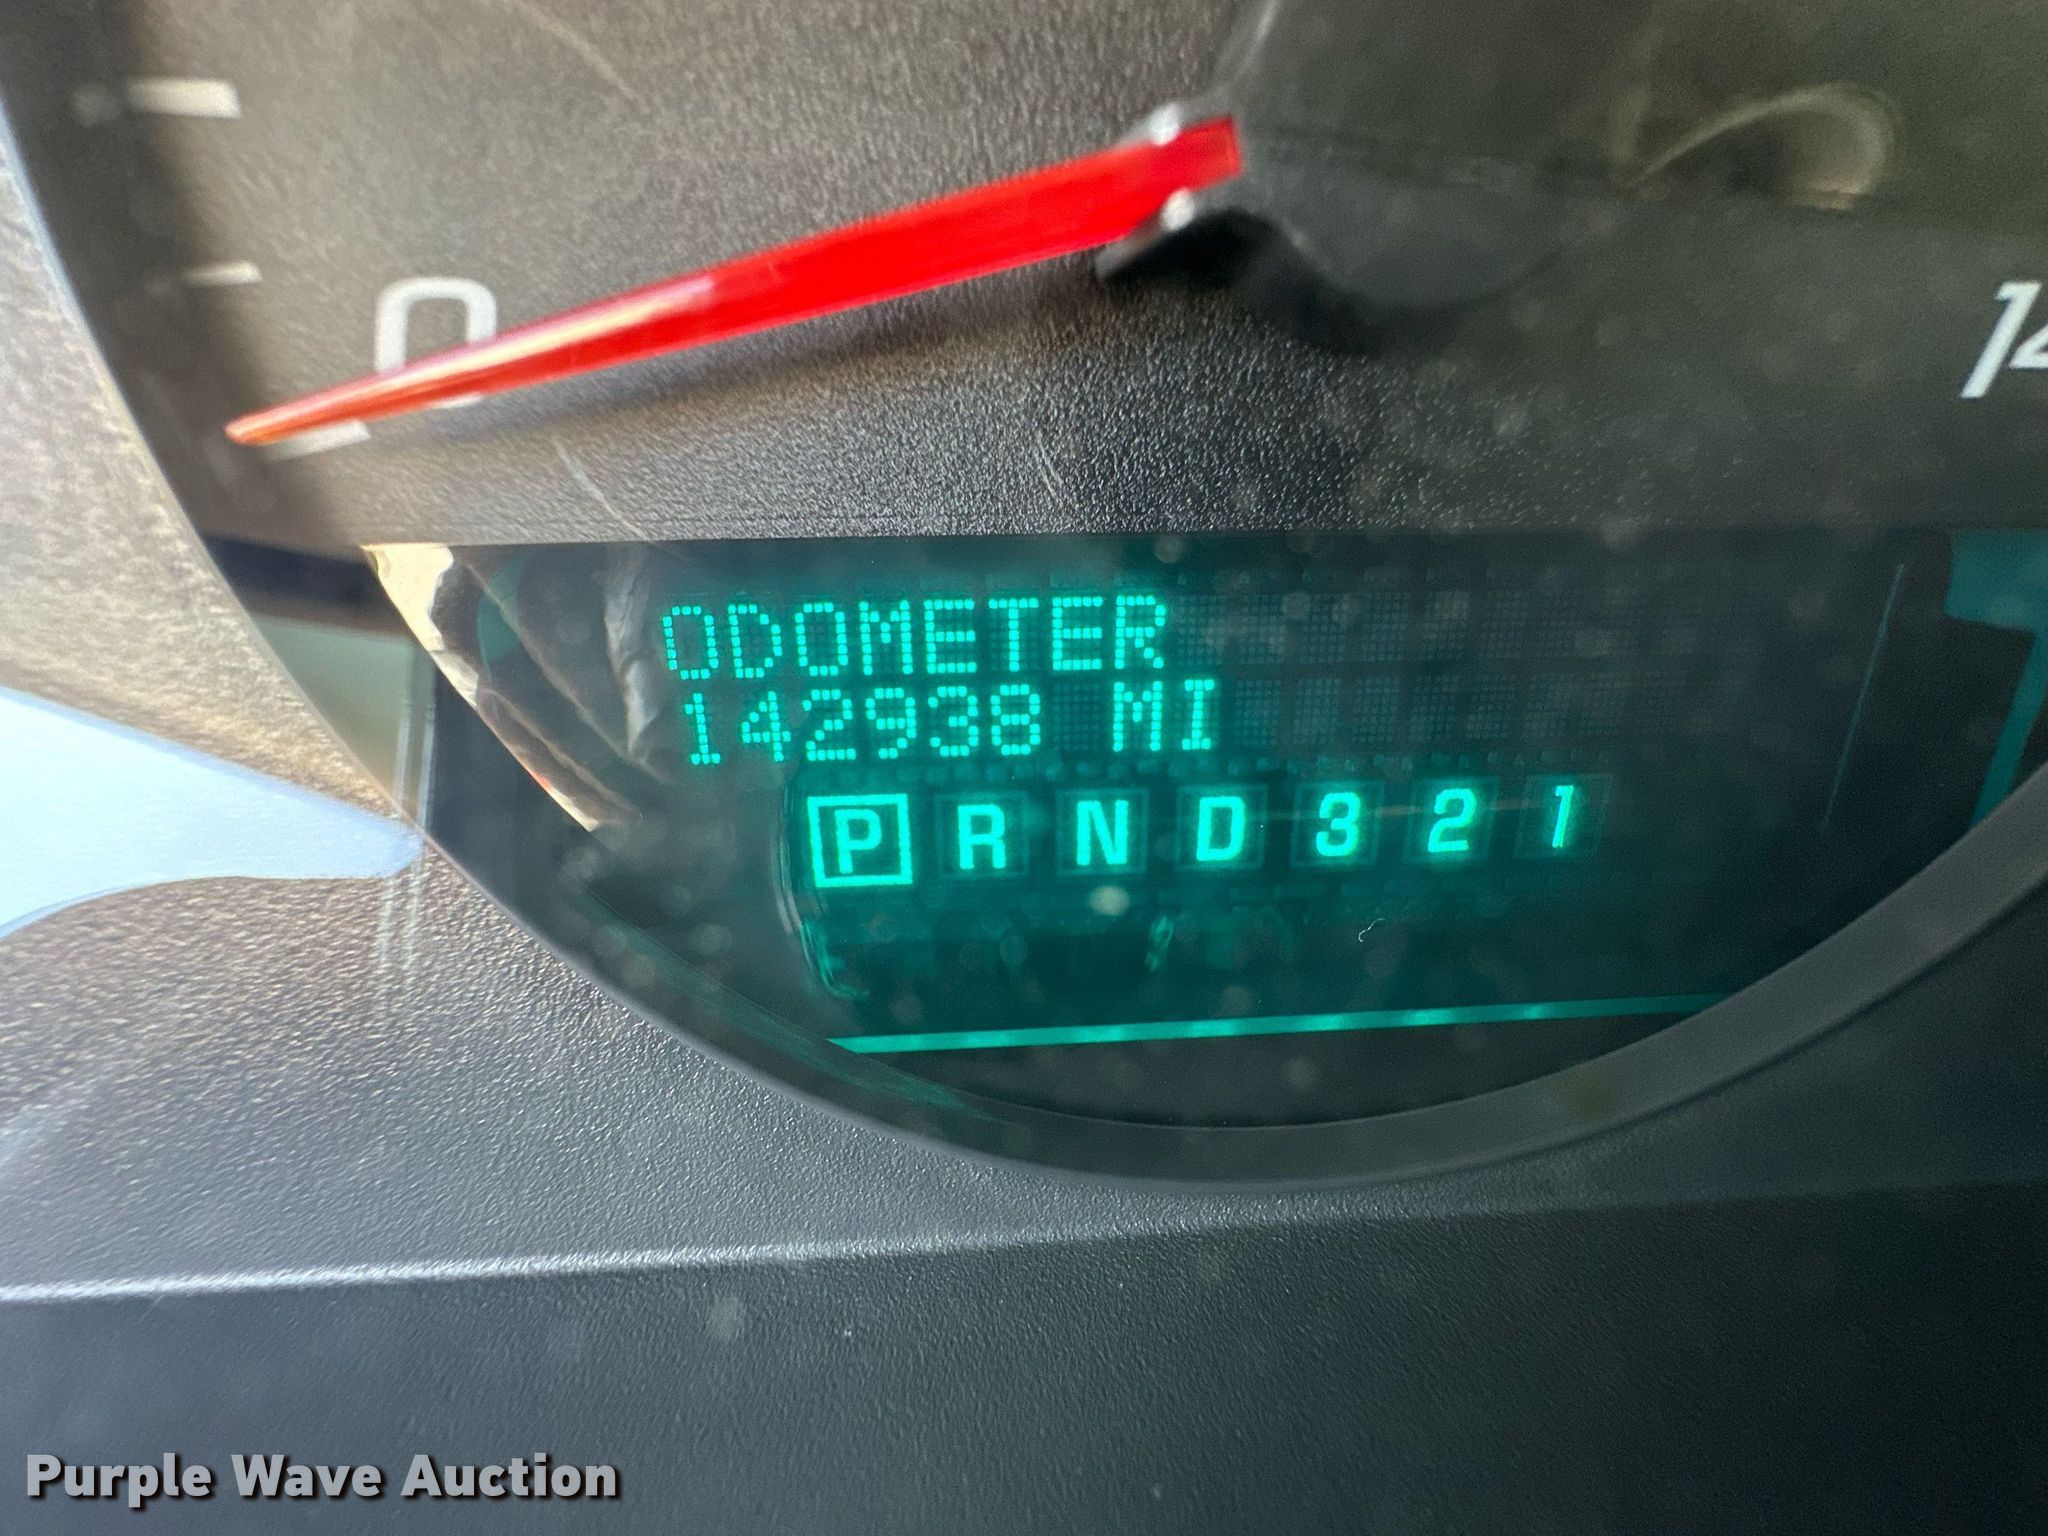 0
14
ODOMETER
142938 MI
P R N D 3 2 1
Purple Wave Auction